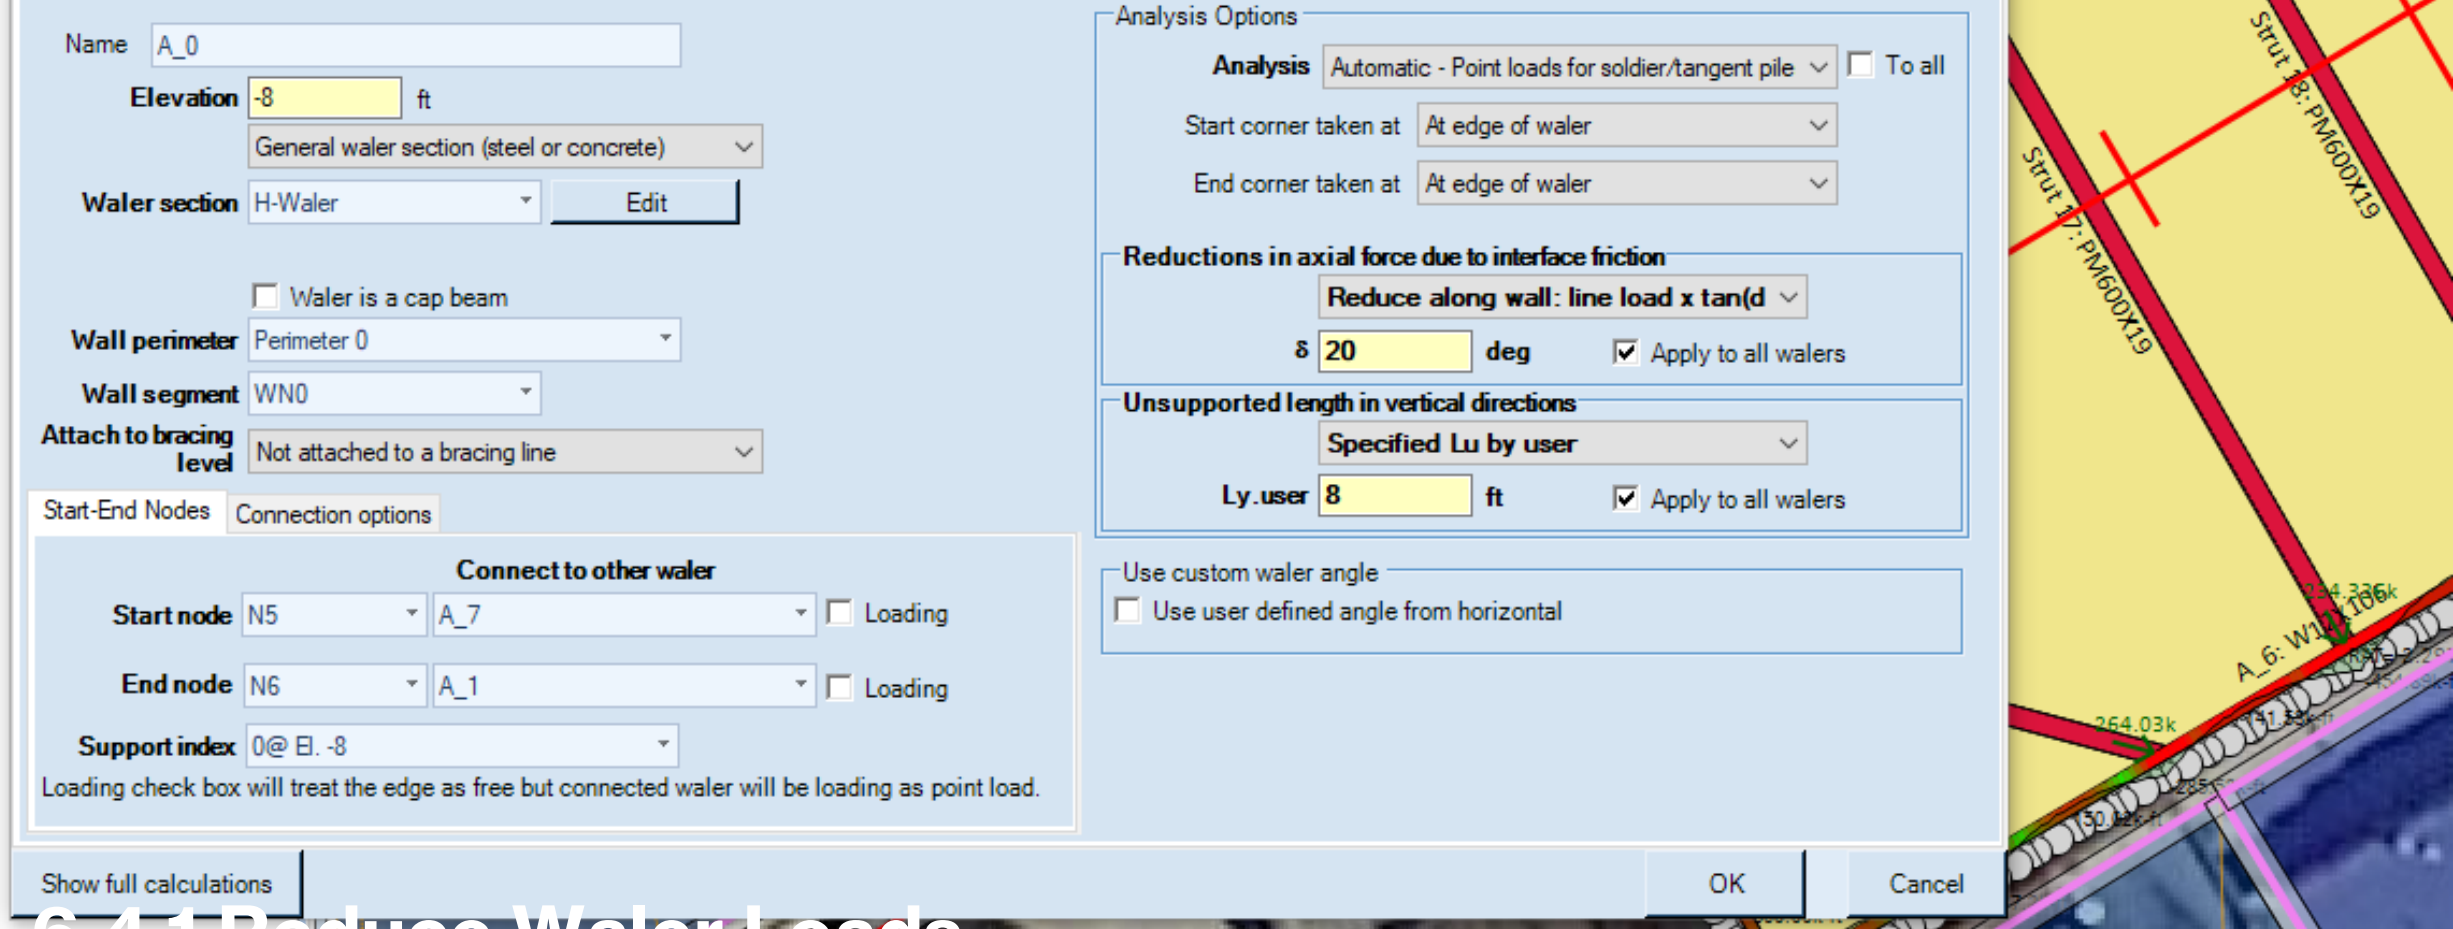 Name A_0
Elevation -8 ft
General waler section (steel or concrete)
Waler section H-Waler Edit
Waler is a cap beam
Wall perimeter Perimeter 0
Wall segment WN0
Attach to bracing
level Not attached to a bracing line
Start-End Nodes Connection options
Connect to other waler
Start node N5 A_7 Loading
End node N6 A_1 Loading
Support index 0@ El. -8
Loading check box will treat the edge as free but connected waler will be loading as point load.
Analysis Options
Analysis Automatic - Point loads for soldier/tangent pile To all
Start corner taken at At edge of waler
End corner taken at At edge of waler
Reductions in axial force due to interface friction
Reduce along wall: line load x tan(d
δ 20 deg Apply to all walers
Unsupported length in vertical directions
Specified Lu by user
Ly.user 8 ft Apply to all walers
Use custom waler angle
Use user defined angle from horizontal
Show full calculations OK Cancel
6.4.1 Reduce Waler Loads
Strut 18: PM600X19
Strut 17: PM600X19
A_6:
264.03k